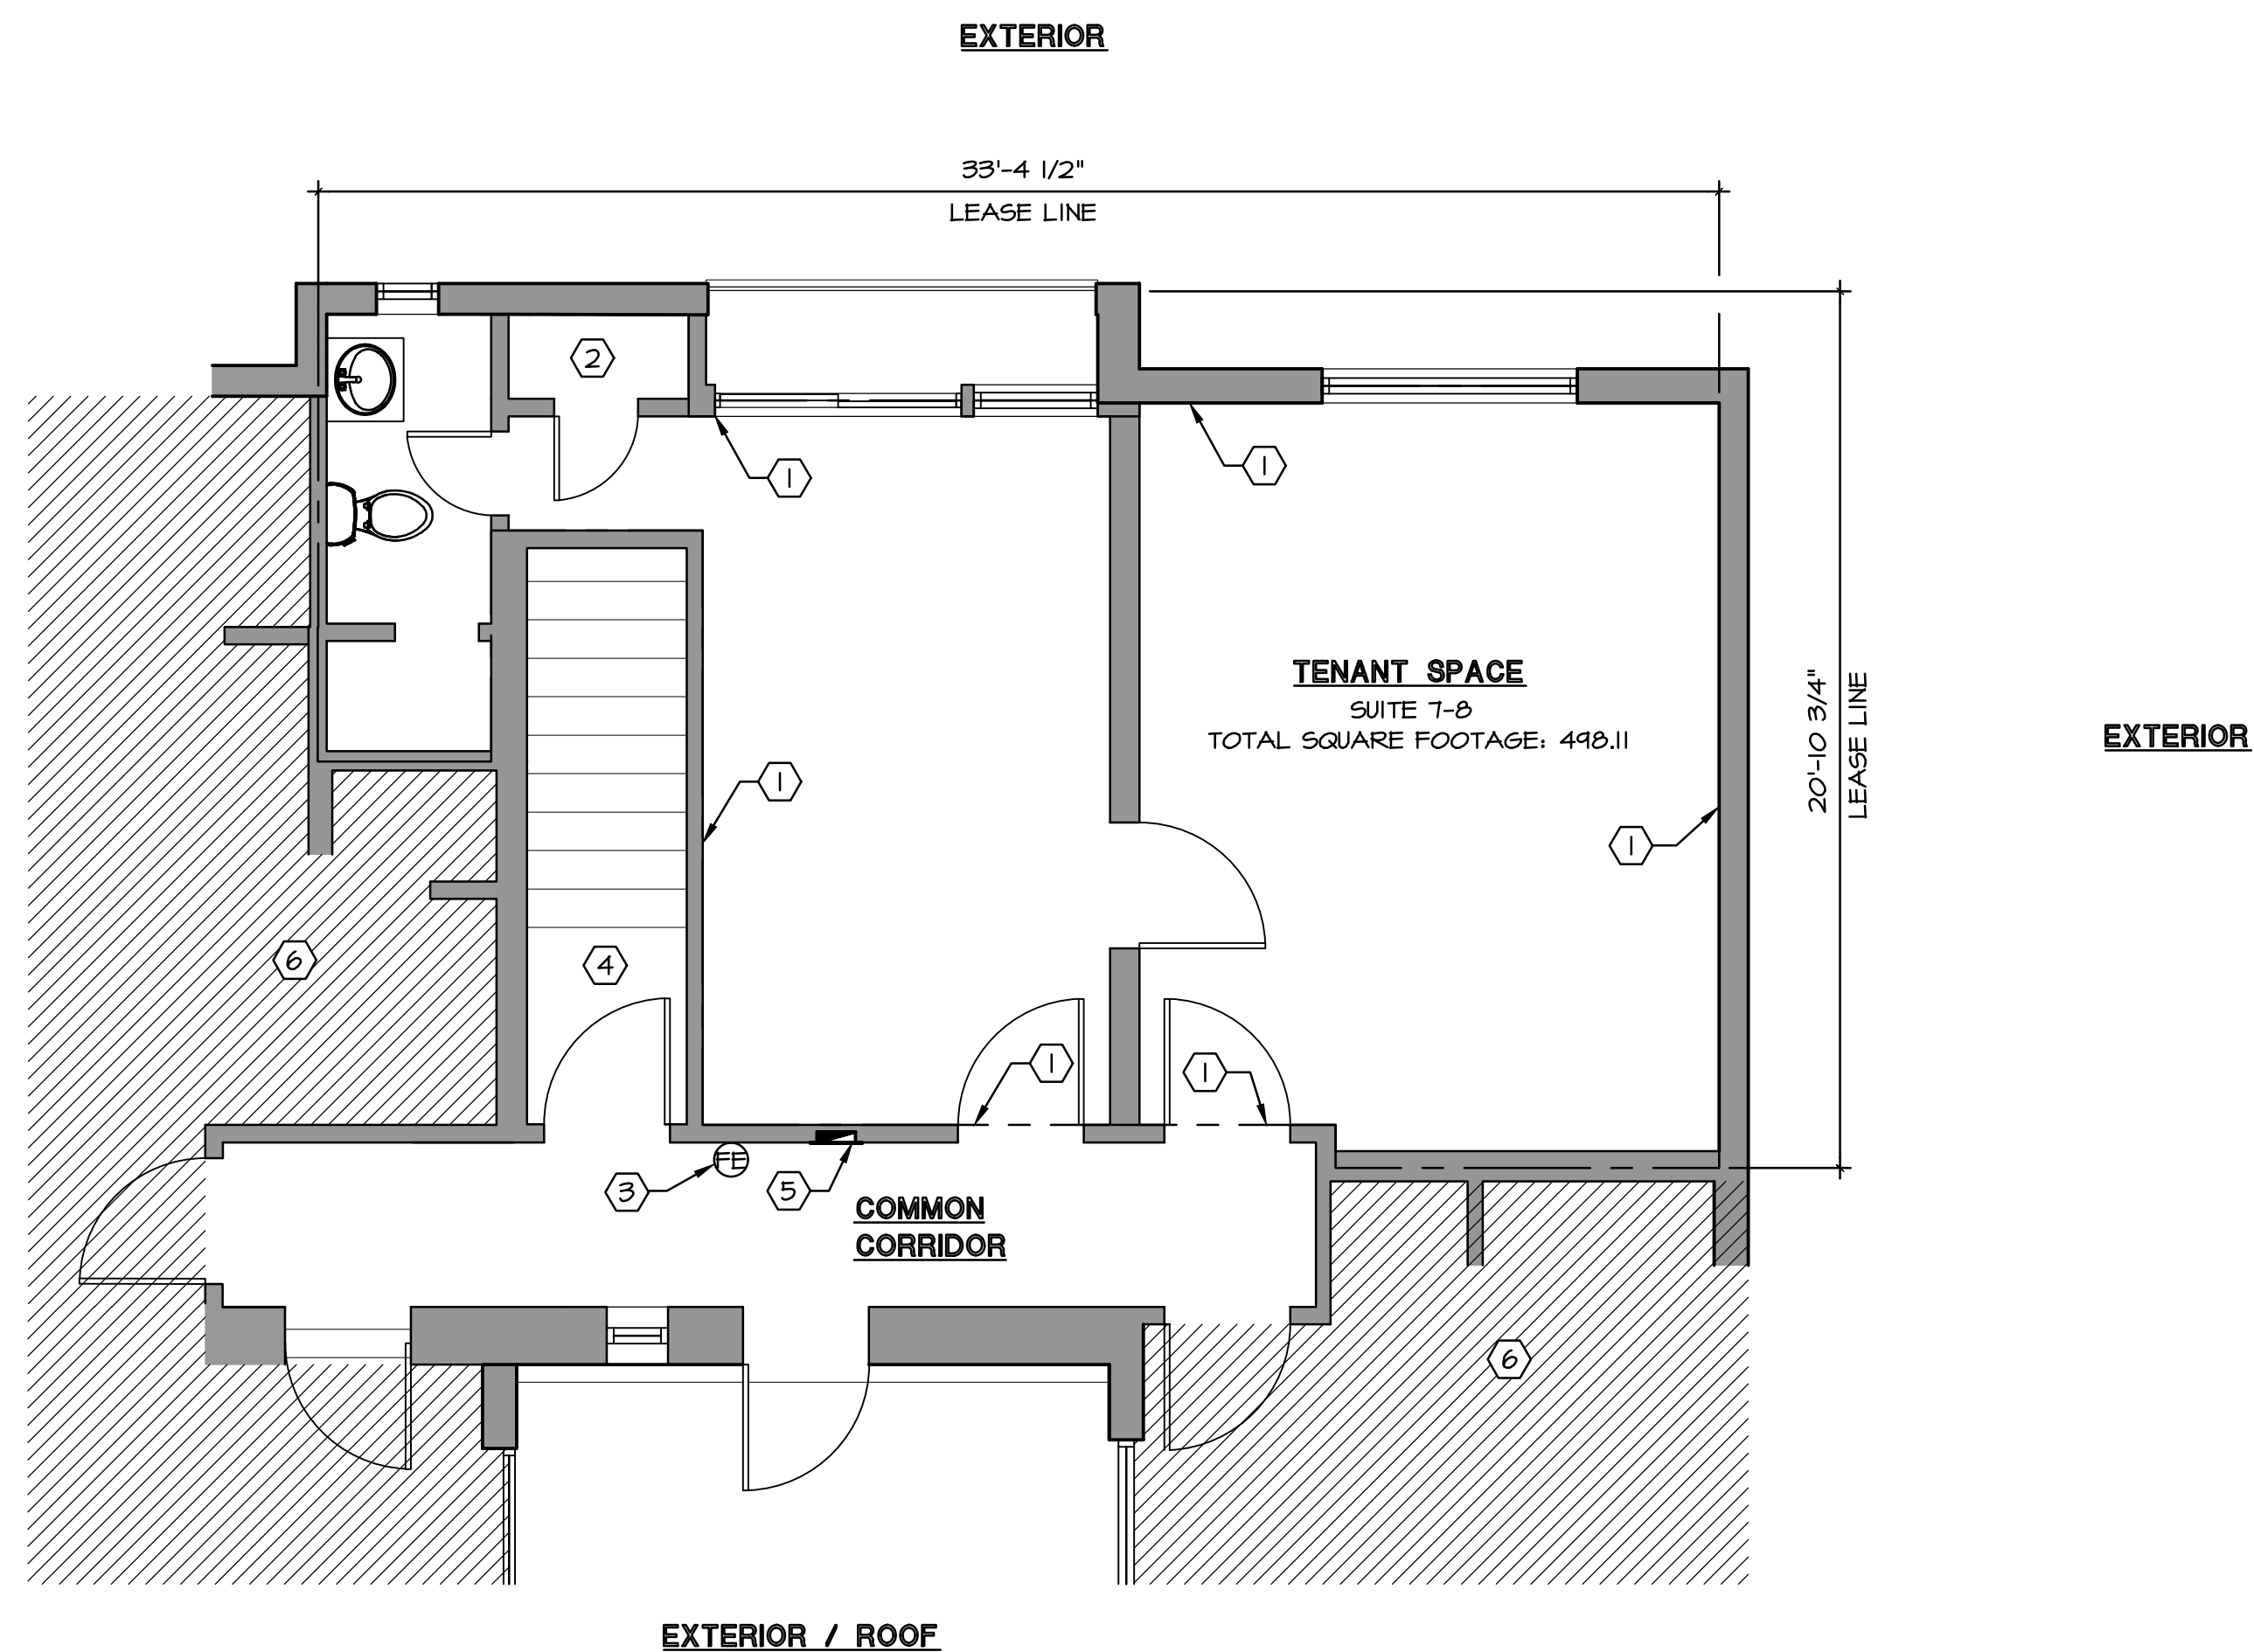 EXTERIOR
33'-4 1/2"
LEASE LINE
2
1
1
TENANT SPACE
SUITE 7-8
TOTAL SQUARE FOOTAGE: 498.11
20'-10 3/4"
LEASE LINE
EXTERIOR
1
1
6
4
1
1
FE
3
5
COMMON
CORRIDOR
6
EXTERIOR / ROOF